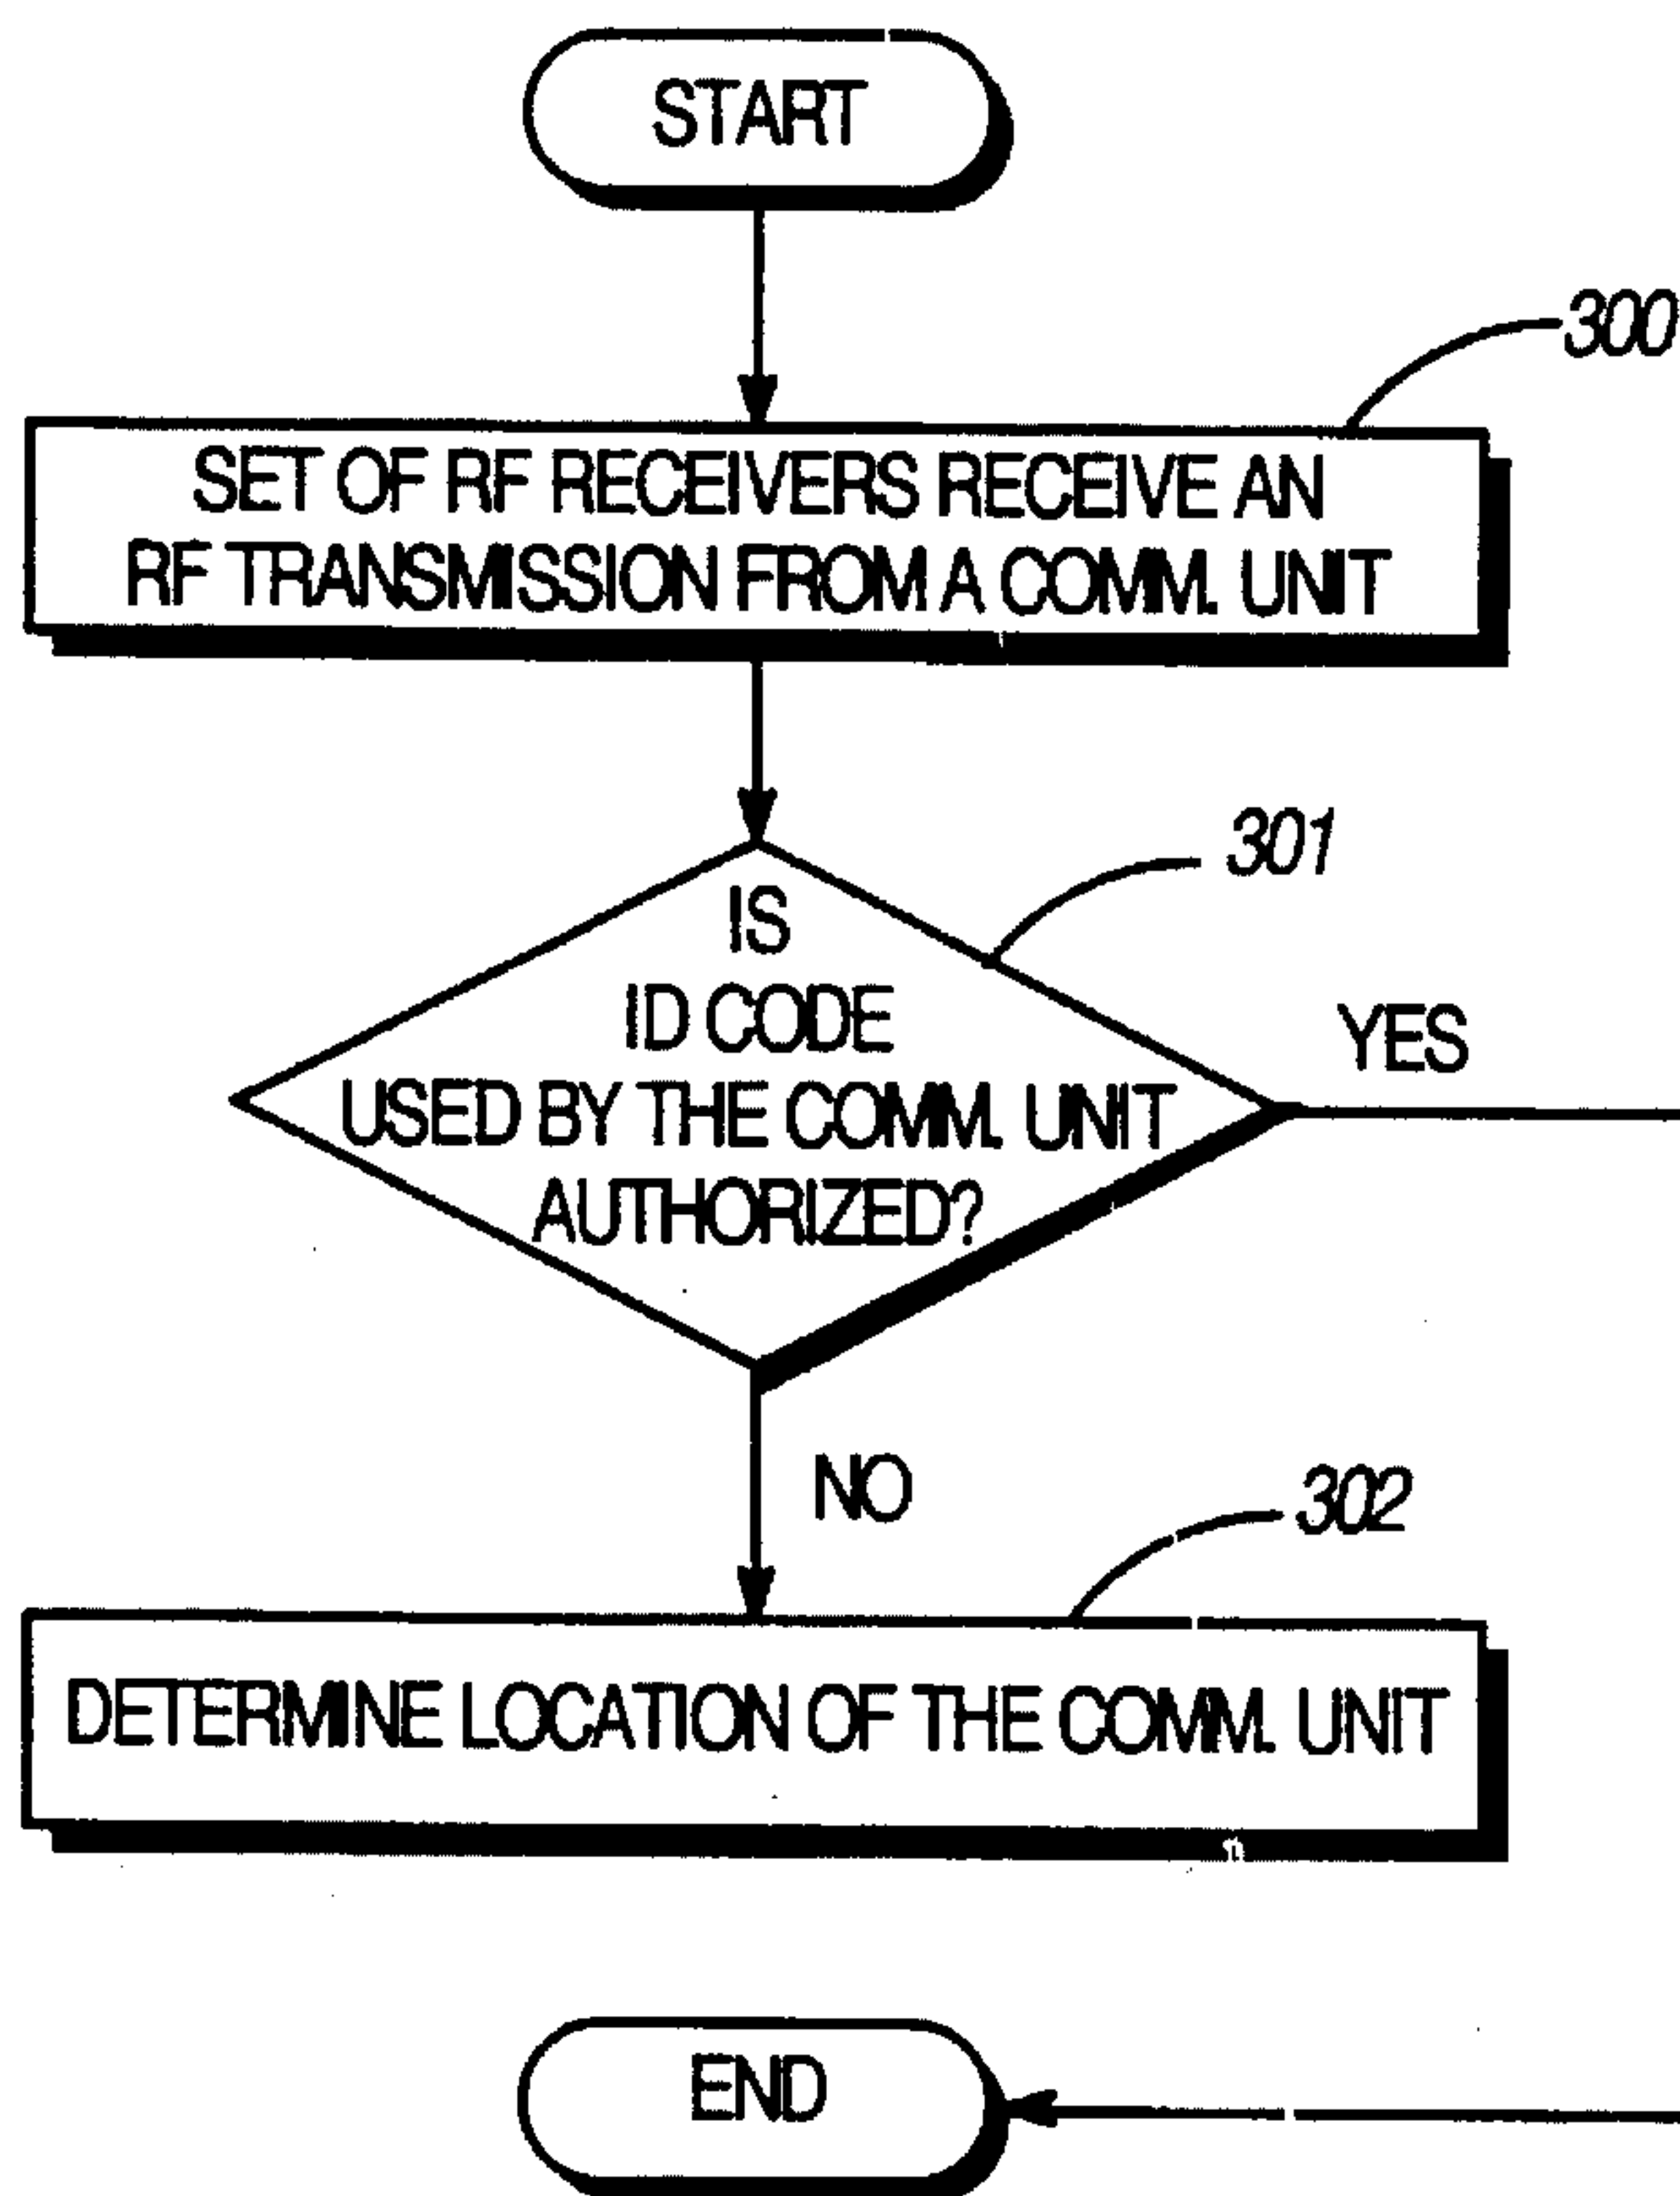 START
300
SET OF RF RECEIVERS RECEIVE AN
RF TRANSMISSION FROM A COMM. UNIT
301
IS
ID CODE
USED BY THE COMM. UNIT
AUTHORIZED?
YES
NO
302
DETERMINE LOCATION OF THE COMM. UNIT
END